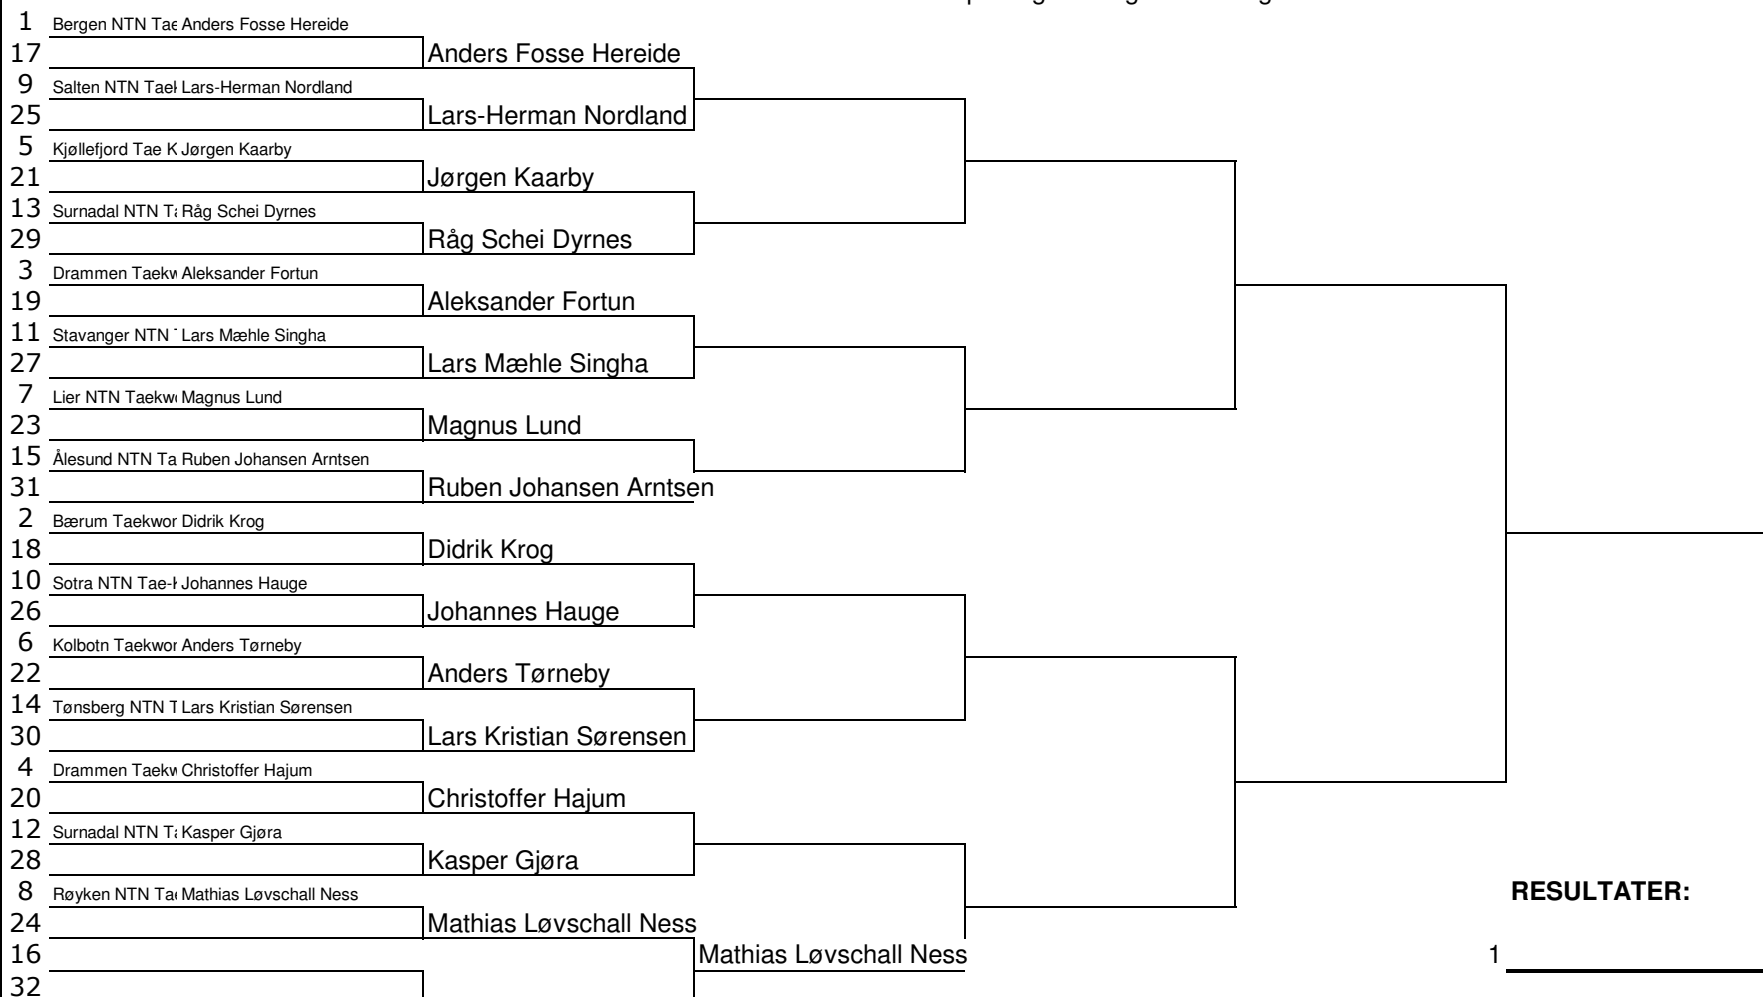 1 Bergen NTN Tae Anders Fosse Hereide
17 Anders Fosse Hereide
9 Salten NTN Tael Lars-Herman Nordland
25 Lars-Herman Nordland
5 Kjøllefjord Tae K Jørgen Kaarby
21 Jørgen Kaarby
13 Surnadal NTN Ta Råg Schei Dyrnes
29 Råg Schei Dyrnes
3 Drammen Taekw Aleksander Fortun
19 Aleksander Fortun
11 Stavanger NTN T Lars Mæhle Singha
27 Lars Mæhle Singha
7 Lier NTN Taekwo Magnus Lund
23 Magnus Lund
15 Ålesund NTN Ta Ruben Johansen Arntsen
31 Ruben Johansen Arntsen
2 Bærum Taekwor Didrik Krog
18 Didrik Krog
10 Sotra NTN Tae-k Johannes Hauge
26 Johannes Hauge
6 Kolbotn Taekwor Anders Tørneby
22 Anders Tørneby
14 Tønsberg NTN T Lars Kristian Sørensen
30 Lars Kristian Sørensen
4 Drammen Taekw Christoffer Hajum
20 Christoffer Hajum
12 Surnadal NTN Ta Kasper Gjøra
28 Kasper Gjøra
8 Røyken NTN Tae Mathias Løvschall Ness
RESULTATER:
24 Mathias Løvschall Ness
16 Mathias Løvschall Ness 1
32